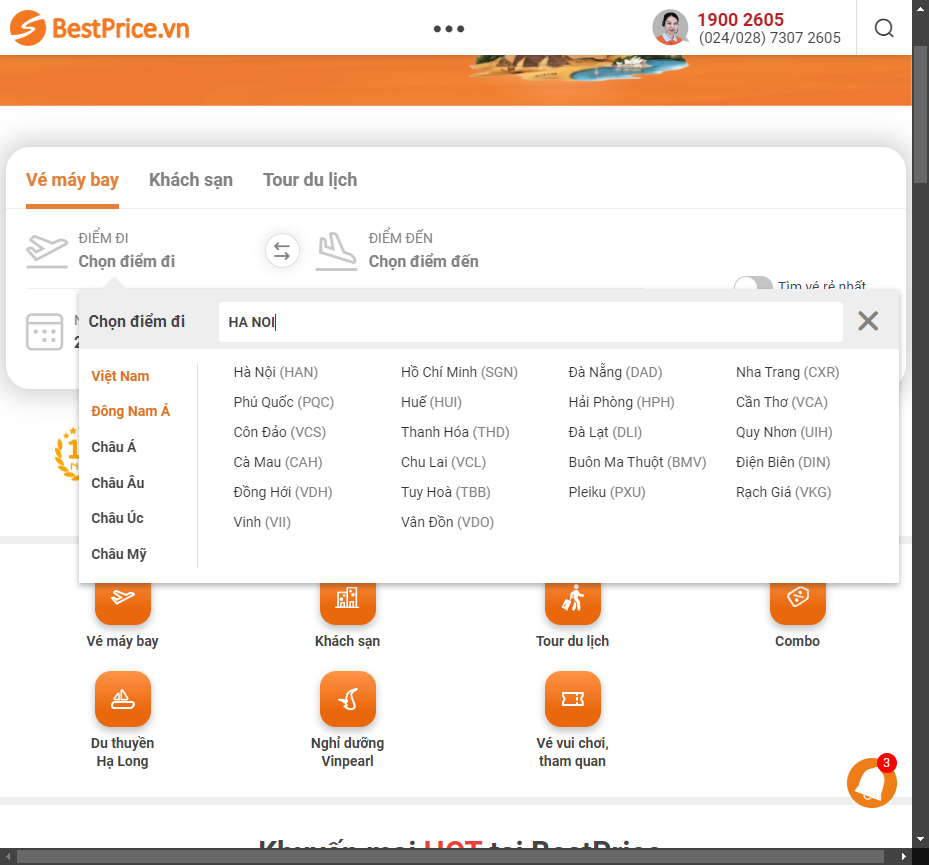 BestPrice.vn
1900 2605
(024/028) 7307 2605
Vé máy bay
Khách sạn
Tour du lịch
ĐIỂM ĐI
Chọn điểm đi
ĐIỂM ĐẾN
Chọn điểm đến
Tìm vé rẻ nhất
Chọn điểm đi
HA NOI
Việt Nam
Đông Nam Á
Châu Á
Châu Âu
Châu Úc
Châu Mỹ
Hà Nội (HAN)
Hồ Chí Minh (SGN)
Đà Nẵng (DAD)
Nha Trang (CXR)
Phú Quốc (PQC)
Huế (HUI)
Hải Phòng (HPH)
Cần Thơ (VCA)
Côn Đảo (VCS)
Thanh Hóa (THD)
Đà Lạt (DLI)
Quy Nhơn (UIH)
Cà Mau (CAH)
Chu Lai (VCL)
Buôn Ma Thuột (BMV)
Điện Biên (DIN)
Đồng Hới (VDH)
Tuy Hoà (TBB)
Pleiku (PXU)
Rạch Giá (VKG)
Vinh (VII)
Vân Đồn (VDO)
Vé máy bay
Khách sạn
Tour du lịch
Combo
Du thuyền
Hạ Long
Nghỉ dưỡng
Vinpearl
Vé vui chơi,
tham quan
3
Khuyến mại HOT tại BestPrice